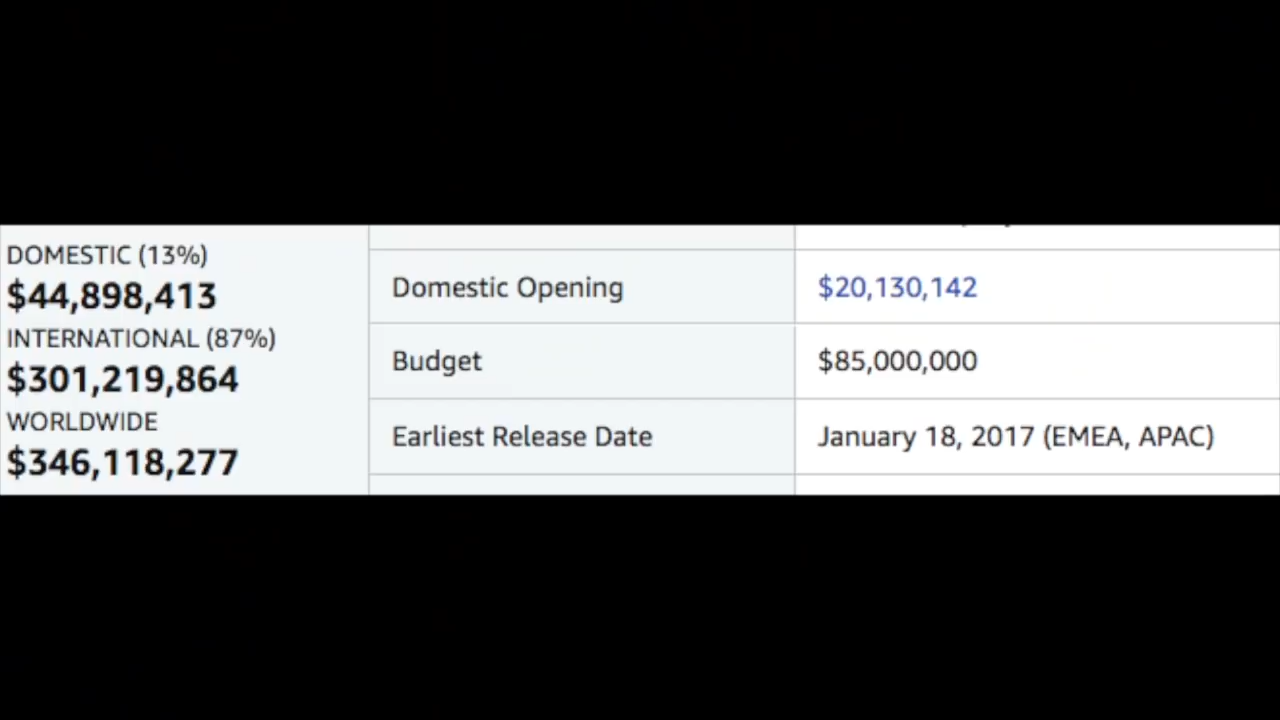 DOMESTIC (13%)
$44,898,413
INTERNATIONAL (87%)
$301,219,864
WORLDWIDE
$346,118,277
Domestic Opening $20,130,142
Budget $85,000,000
Earliest Release Date January 18, 2017 (EMEA, APAC)